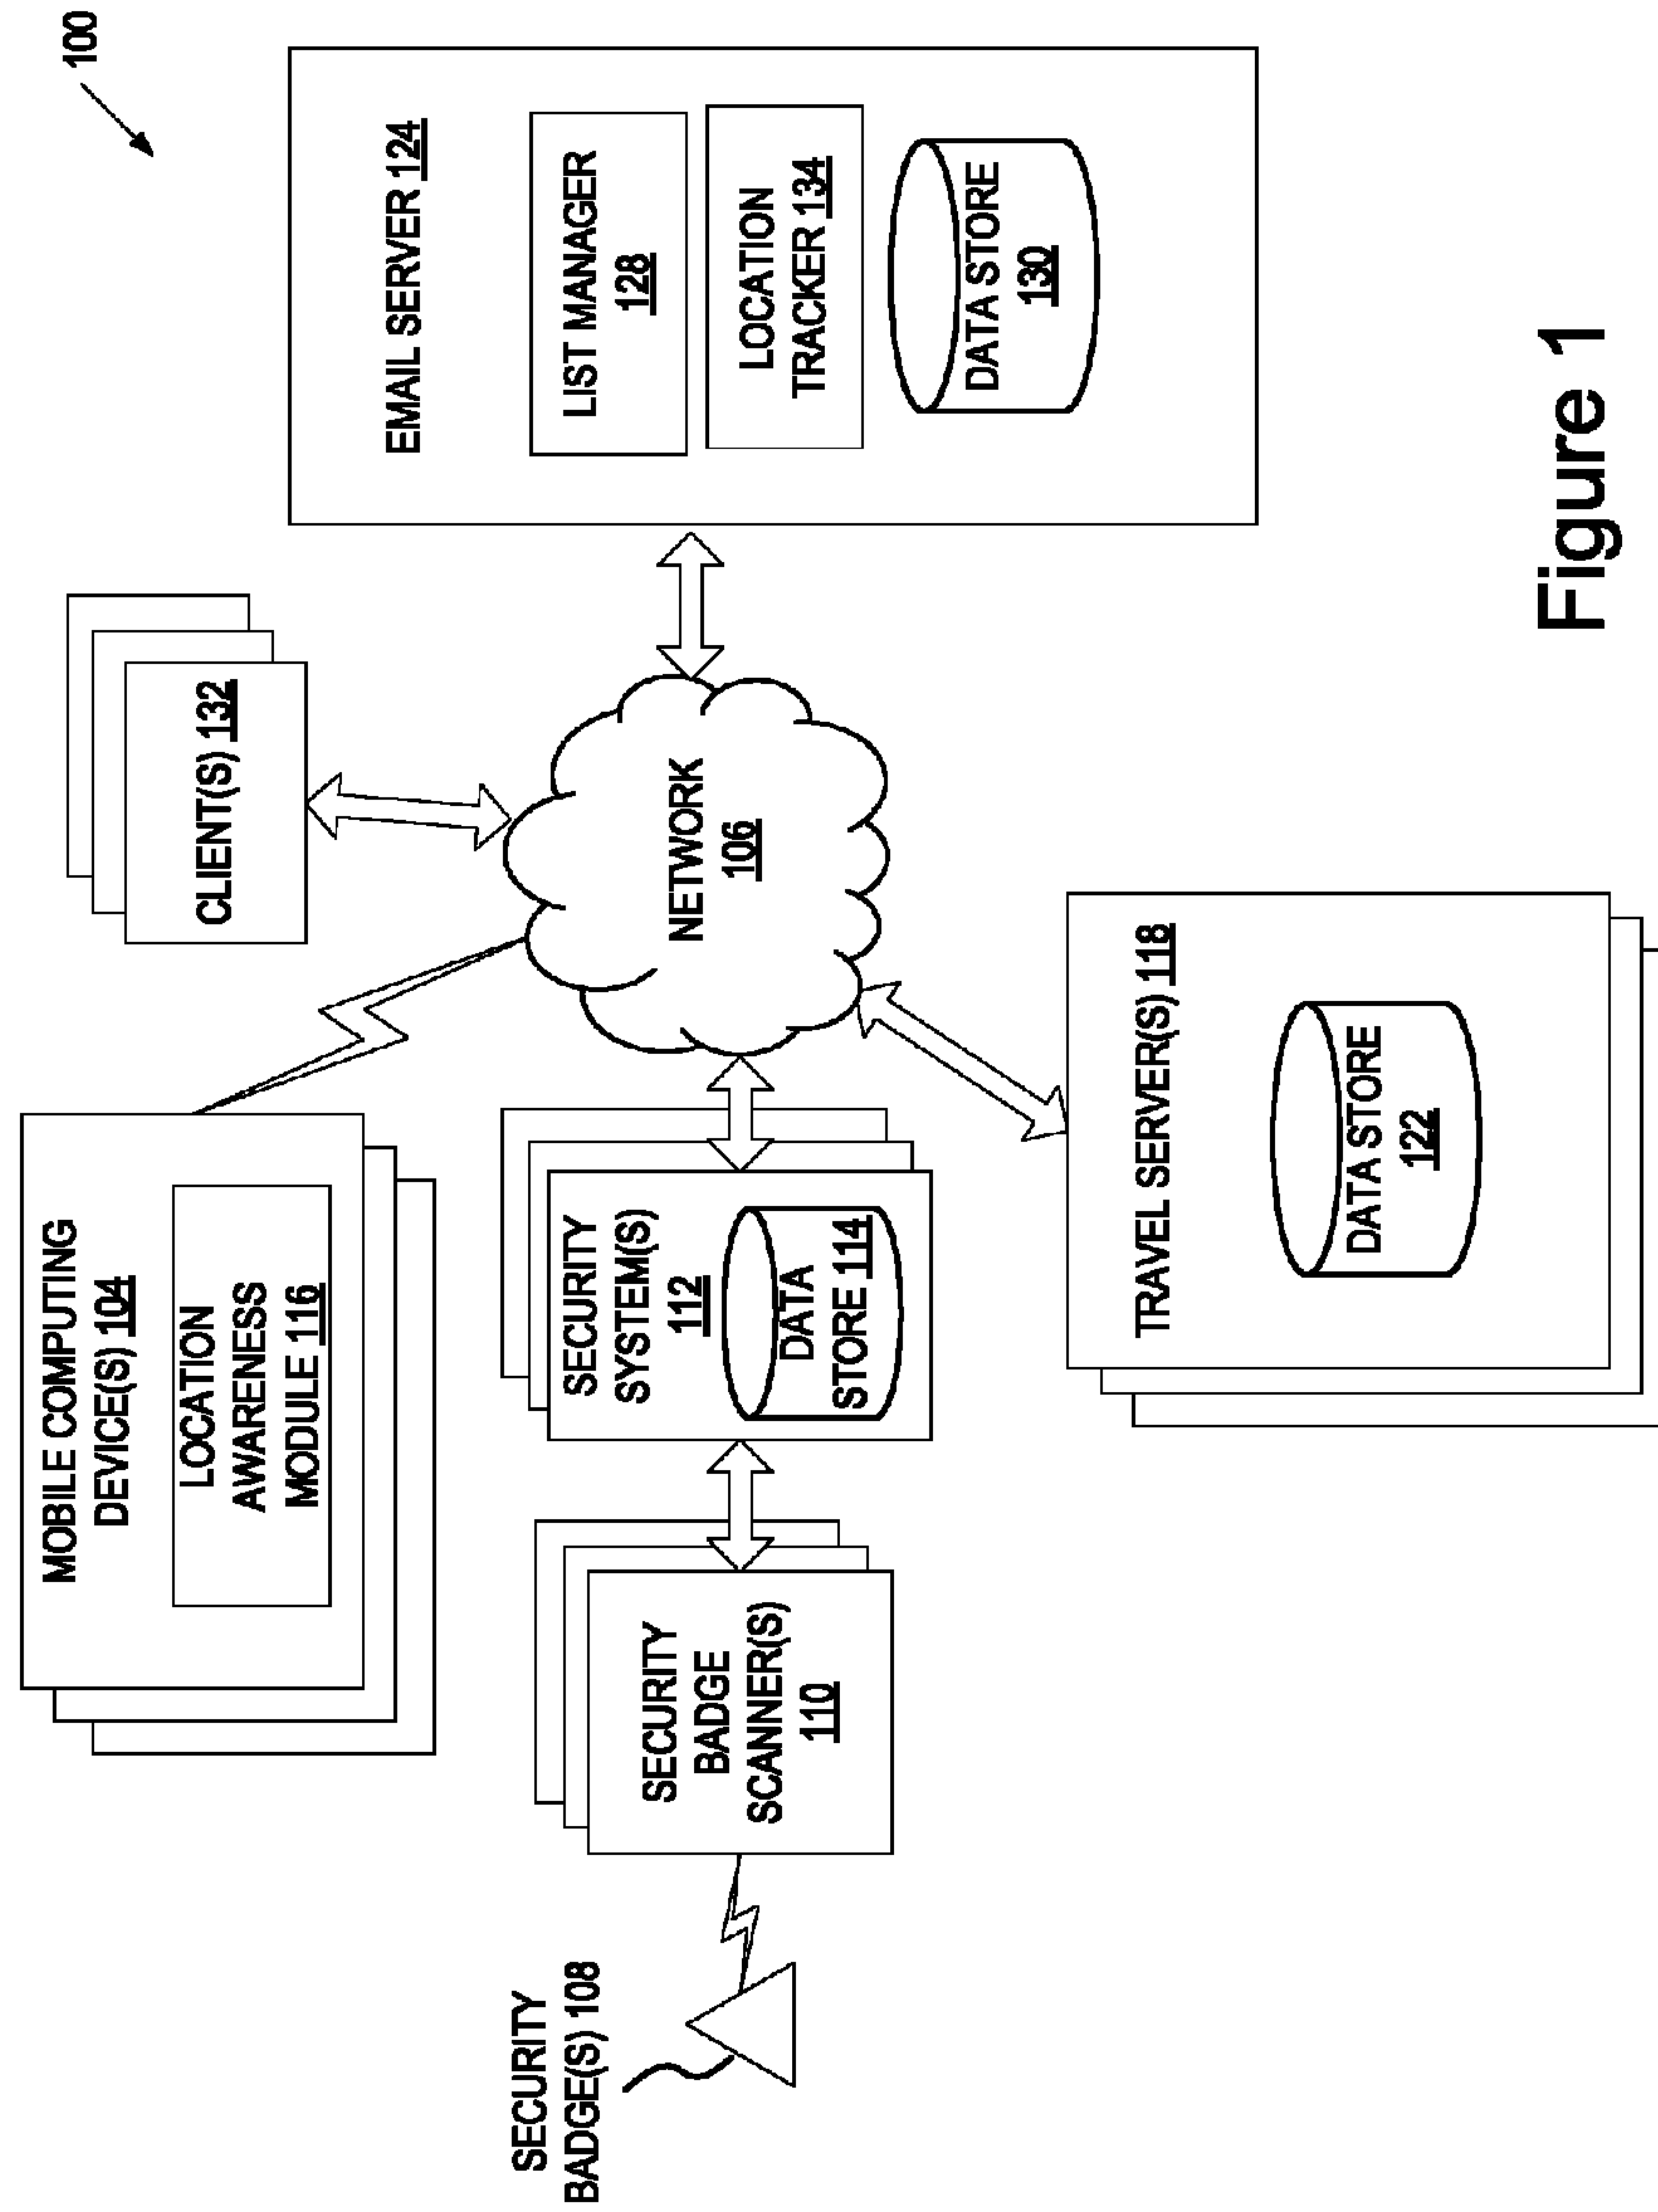 100
MOBILE COMPUTING
DEVICE(S) 104
LOCATION
AWARENESS
MODULE 116
CLIENT(S) 132
EMAIL SERVER 124
LIST MANAGER
128
LOCATION
TRACKER 134
DATA STORE
130
SECURITY
BADGE(S) 108
SECURITY
BADGE
SCANNER(S)
110
SECURITY
SYSTEM(S)
112
DATA
STORE 114
NETWORK
106
TRAVEL SERVER(S) 118
DATA STORE
122
Figure 1